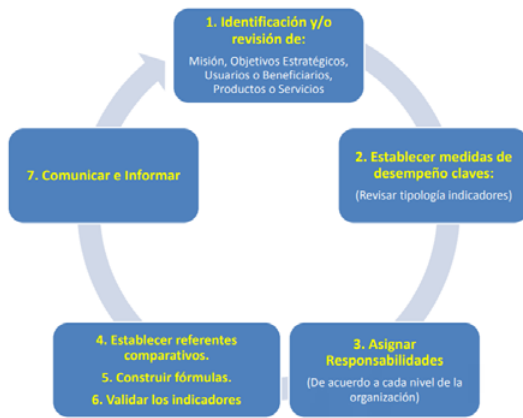 1. Identificación y/o
revisión de:
Misión, Objetivos Estratégicos,
Usuarios o Beneficiarios,
Productos o Servicios
2. Establecer medidas de
desempeño claves:
(Revisar tipología indicadores)
3. Asignar
Responsabilidades
(De acuerdo a cada nivel de la
organización)
4. Establecer referentes
comparativos.
5. Construir fórmulas.
6. Validar los indicadores
7. Comunicar e Informar